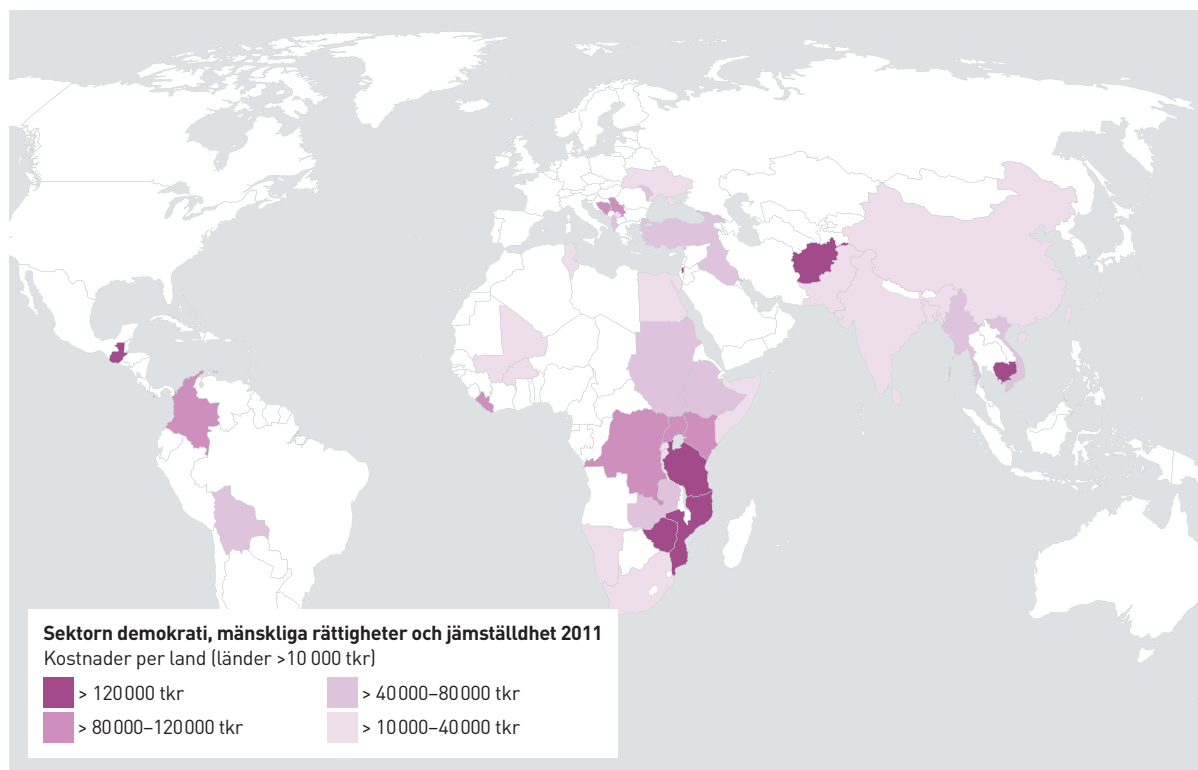 Sektorn demokrati, mänskliga rättigheter och jämställdhet 2011
Kostnader per land (länder >10 000 tkr)
> 120 000 tkr
> 80 000–120 000 tkr
> 40 000–80 000 tkr
> 10 000–40 000 tkr